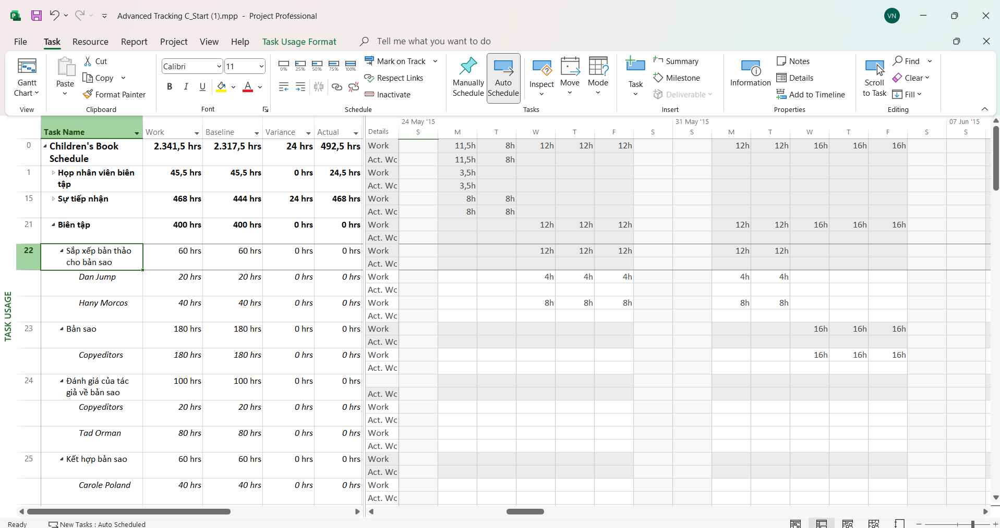 Advanced Tracking C_Start (1).mpp - Project Professional
VN
File Task Resource Report Project View Help Task Usage Format Tell me what you want to do
Gantt Chart
View
Paste
Cut
Copy
Format Painter
Clipboard
Calibri 11
B I U A
Font
0% 25% 50% 75% 100%
Mark on Track
Respect Links
Inactivate
Schedule
Manually Schedule
Auto Schedule
Inspect
Move
Mode
Tasks
Task
Summary
Milestone
Deliverable
Insert
Information
Notes
Details
Add to Timeline
Properties
Scroll to Task
Find
Clear
Fill
Editing
24 May '15 31 May '15 07 Jun '15
Task Name Work Baseline Variance Actual Details S M T W T F S S M T W T F S S
0 Children's Book Schedule 2.341,5 hrs 2.317,5 hrs 24 hrs 492,5 hrs Work 11,5h 8h 12h 12h 12h 12h 12h 16h 16h 16h
Act. Wc 11,5h 8h
1 Họp nhân viên biên tập 45,5 hrs 45,5 hrs 0 hrs 24,5 hrs Work 3,5h
Act. Wc 3,5h
15 Sự tiếp nhận 468 hrs 444 hrs 24 hrs 468 hrs Work 8h 8h
Act. Wc 8h 8h
21 Biên tập 400 hrs 400 hrs 0 hrs 0 hrs Work 12h 12h 12h 12h 12h 16h 16h 16h
Act. Wc
22 Sắp xếp bản thảo cho bản sao 60 hrs 60 hrs 0 hrs 0 hrs Work 12h 12h 12h 12h 12h
Act. Wc
Dan Jump 20 hrs 20 hrs 0 hrs 0 hrs Work 4h 4h 4h 4h 4h
Act. Wc
Hany Morcos 40 hrs 40 hrs 0 hrs 0 hrs Work 8h 8h 8h 8h 8h
Act. Wc
23 Bản sao 180 hrs 180 hrs 0 hrs 0 hrs Work 16h 16h 16h
Act. Wc
Copyeditors 180 hrs 180 hrs 0 hrs 0 hrs Work 16h 16h 16h
Act. Wc
24 Đánh giá của tác giả về bản sao 100 hrs 100 hrs 0 hrs 0 hrs
Act. Wc
Copyeditors 20 hrs 20 hrs 0 hrs 0 hrs Work
Act. Wc
Tad Orman 80 hrs 80 hrs 0 hrs 0 hrs Work
Act. Wc
25 Kết hợp bản sao 60 hrs 60 hrs 0 hrs 0 hrs Work
Act. Wc
Carole Poland 40 hrs 40 hrs 0 hrs 0 hrs Work
Act. Wc
TASK USAGE
Ready New Tasks : Auto Scheduled